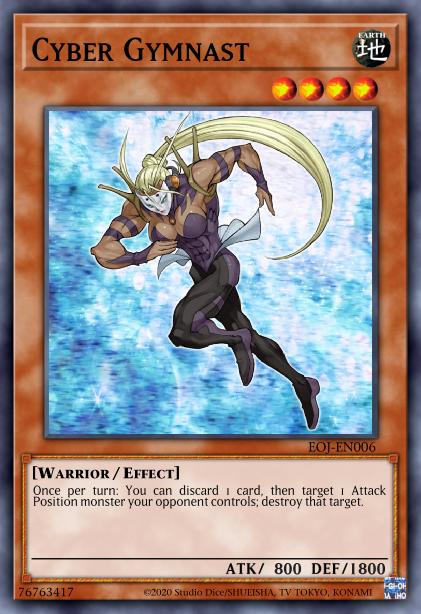 CYBER GYMNAST
EARTH
地
EOJ-EN006
[WARRIOR/EFFECT]
Once per turn: You can discard 1 card, then target 1 Attack
Position monster your opponent controls; destroy that target.
ATK/ 800 DEF/1800
76763417
©2020 Studio Dice/SHUEISHA, TV TOKYO, KONAMI